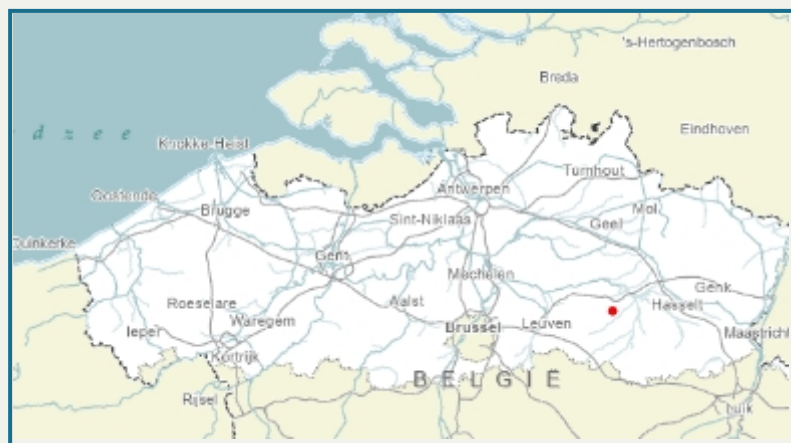 's-Hertogenbosch
Breda
Eindhoven
d z e e
Knokke-Heist
Turnhout
Antwerpen
Oostende
Mol
Brugge
Sint-Niklaas
Geel
Duinkerke
Gent
Mechelen
Genk
Roeselare
Aalst
Hasselt
Waregem
Brussel
Leuven
Ieper
Maastricht
Kortrijk
BELGIË
Rijsel
Luik